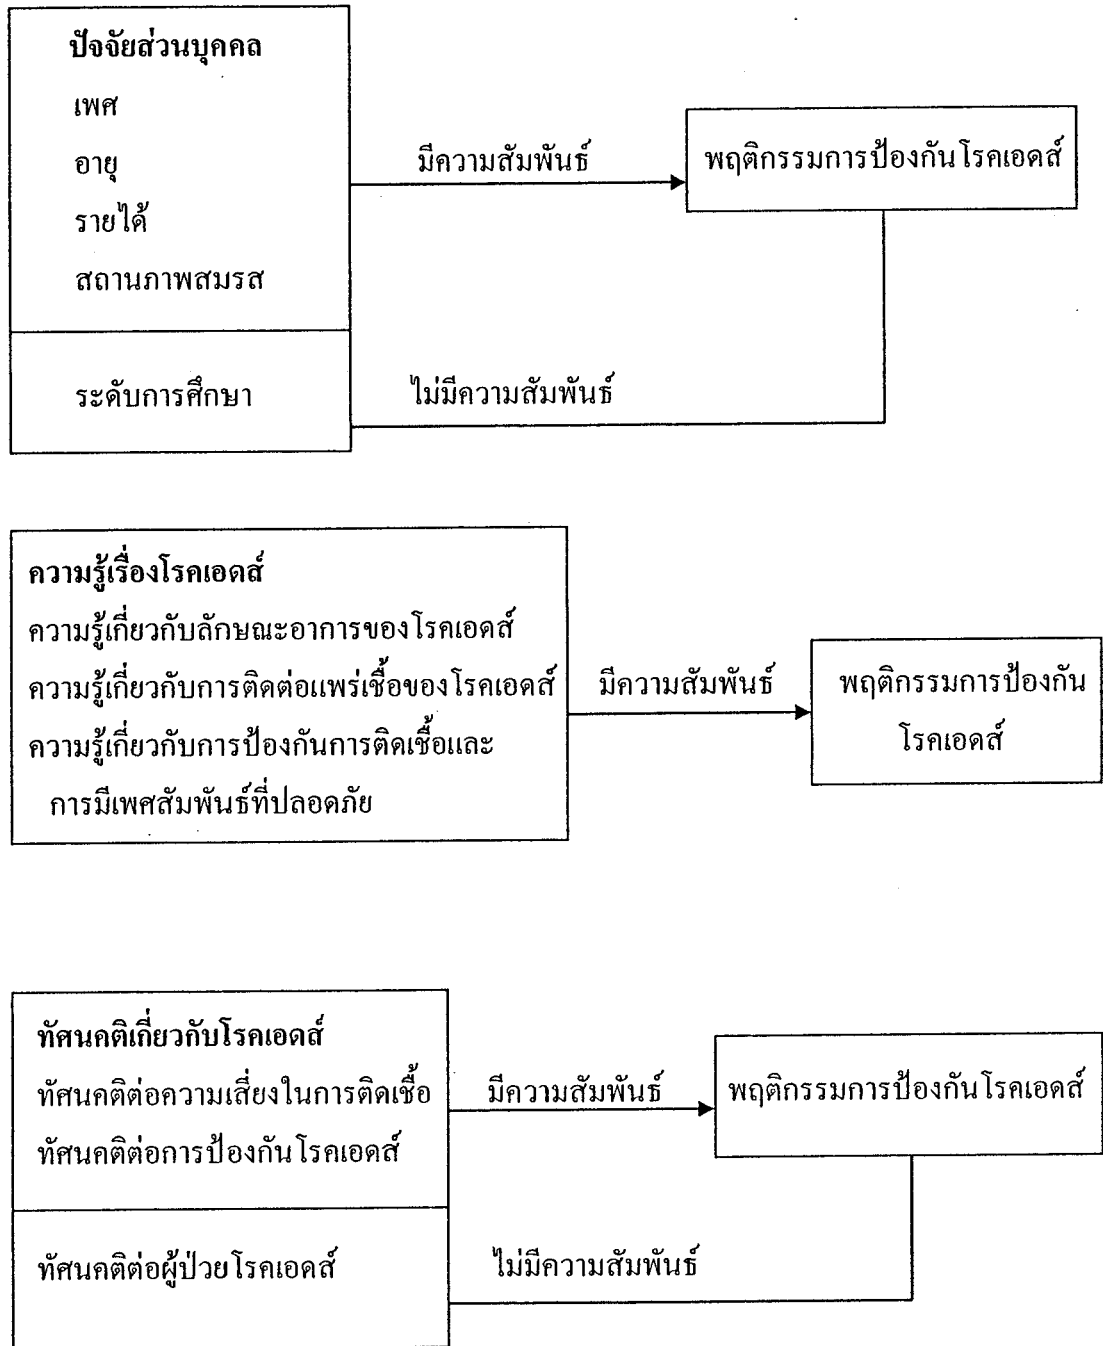 ปัจจัยส่วนบุคคล
เพศ
อายุ
รายได้
สถานภาพสมรส
มีความสัมพันธ์
พฤติกรรมการป้องกันโรคเอดส์
ระดับการศึกษา
ไม่มีความสัมพันธ์
ความรู้เรื่องโรคเอดส์
ความรู้เกี่ยวกับลักษณะอาการของโรคเอดส์
ความรู้เกี่ยวกับการติดต่อแพร่เชื้อของโรคเอดส์
ความรู้เกี่ยวกับการป้องกันการติดเชื้อและ
การมีเพศสัมพันธ์ที่ปลอดภัย
มีความสัมพันธ์
พฤติกรรมการป้องกัน
โรคเอดส์
ทัศนคติเกี่ยวกับโรคเอดส์
ทัศนคติต่อความเสี่ยงในการติดเชื้อ
ทัศนคติต่อการป้องกันโรคเอดส์
มีความสัมพันธ์
พฤติกรรมการป้องกันโรคเอดส์
ทัศนคติต่อผู้ป่วยโรคเอดส์
ไม่มีความสัมพันธ์